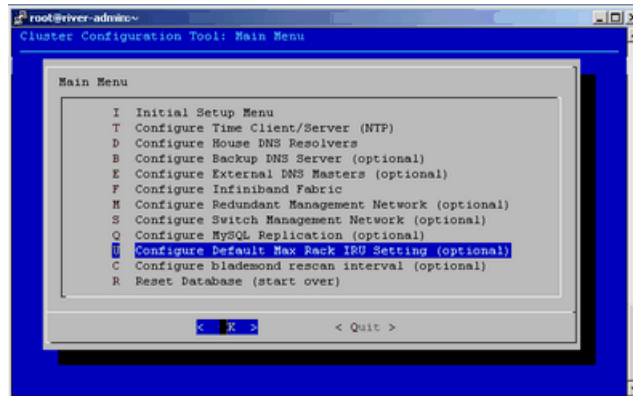 root@river-admin:~
Cluster Configuration Tool: Main Menu
Main Menu
I Initial Setup Menu
T Configure Time Client/Server (NTP)
D Configure House DNS Resolvers
B Configure Backup DNS Server (optional)
E Configure External DNS Masters (optional)
F Configure Infiniband Fabric
M Configure Redundant Management Network (optional)
S Configure Switch Management Network (optional)
Q Configure MySQL Replication (optional)
U Configure Default Max Rack IRU Setting (optional)
C Configure blademond rescan interval (optional)
R Reset Database (start over)
< K > < Quit >